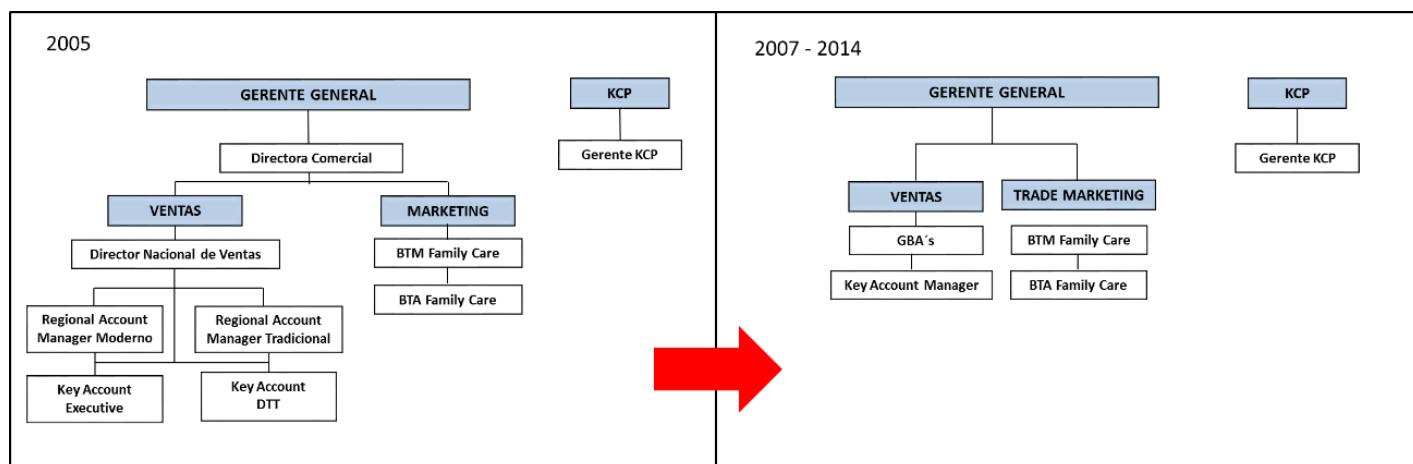 2005
GERENTE GENERAL
KCP
Directora Comercial
Gerente KCP
VENTAS
MARKETING
Director Nacional de Ventas
BTM Family Care
BTA Family Care
Regional Account
Manager Moderno
Regional Account
Manager Tradicional
Key Account
Executive
Key Account
DTT
2007 - 2014
GERENTE GENERAL
KCP
Gerente KCP
VENTAS
TRADE MARKETING
GBA´s
BTM Family Care
Key Account Manager
BTA Family Care